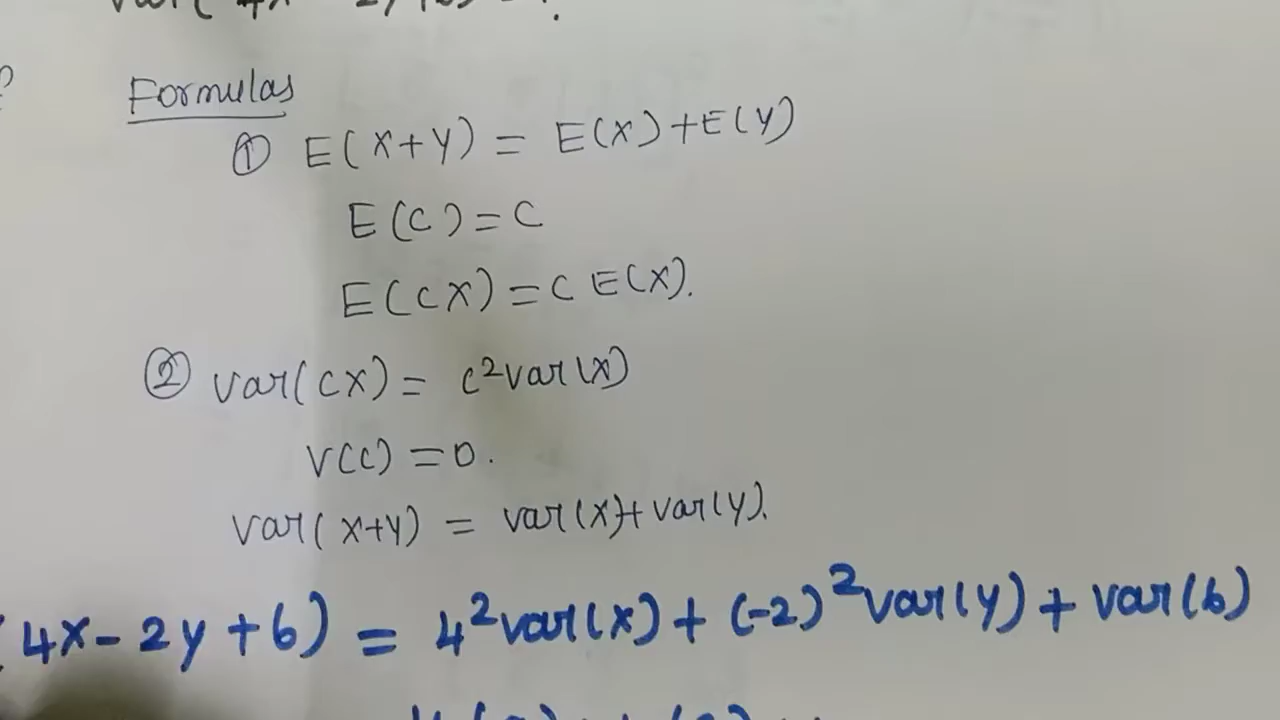 Formulas
① E(X+Y) = E(X)+E(Y)
E(C)=C
E(CX)=C E(X).
② Var(CX)= C²Var(X)
V(C)=0.
Var(X+Y) = Var(X)+Var(Y).
(4X-2Y+6) = 4²Var(X)+(-2)²Var(Y)+Var(6)